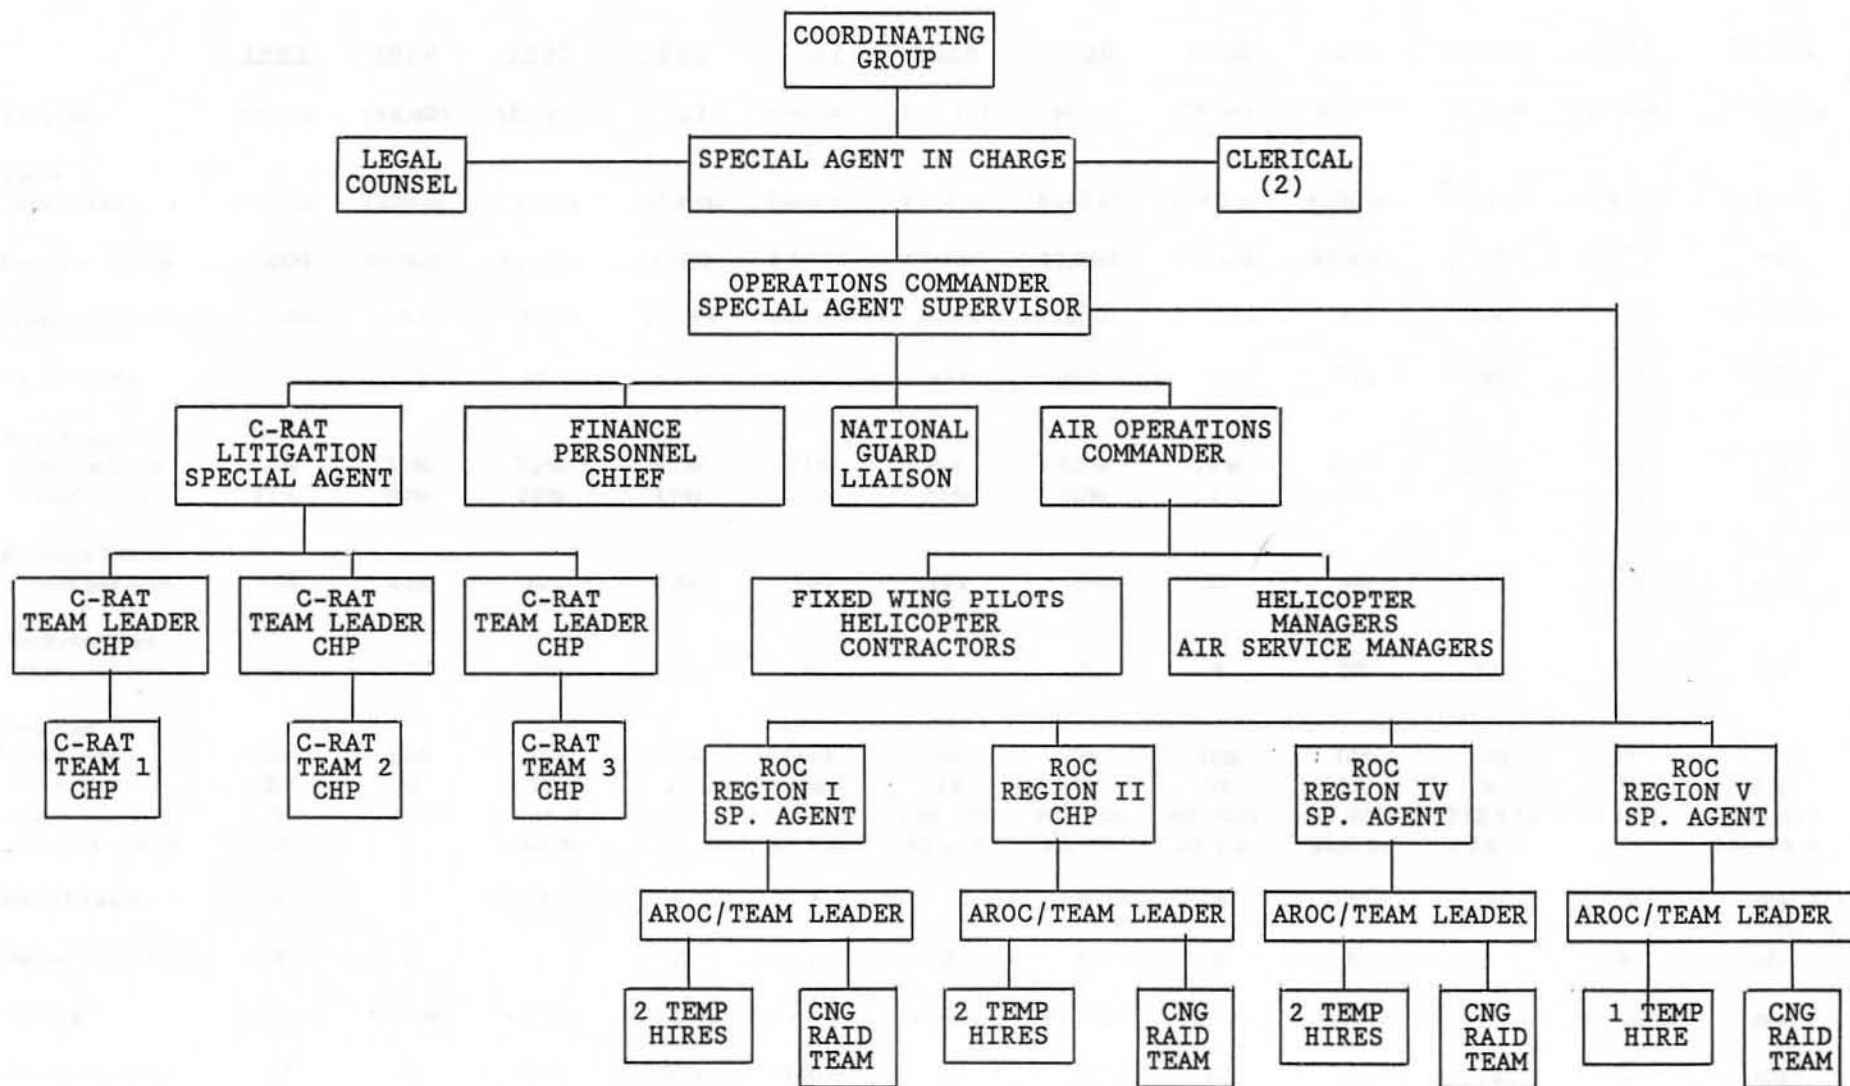 COORDINATING
GROUP
LEGAL
COUNSEL
SPECIAL AGENT IN CHARGE
CLERICAL
(2)
OPERATIONS COMMANDER
SPECIAL AGENT SUPERVISOR
C-RAT
LITIGATION
SPECIAL AGENT
FINANCE
PERSONNEL
CHIEF
NATIONAL
GUARD
LIAISON
AIR OPERATIONS
COMMANDER
C-RAT
TEAM LEADER
CHP
C-RAT
TEAM LEADER
CHP
C-RAT
TEAM LEADER
CHP
FIXED WING PILOTS
HELICOPTER
CONTRACTORS
HELICOPTER
MANAGERS
AIR SERVICE MANAGERS
C-RAT
TEAM 1
CHP
C-RAT
TEAM 2
CHP
C-RAT
TEAM 3
CHP
ROC
REGION I
SP. AGENT
ROC
REGION II
CHP
ROC
REGION IV
SP. AGENT
ROC
REGION V
SP. AGENT
AROC/TEAM LEADER
AROC/TEAM LEADER
AROC/TEAM LEADER
AROC/TEAM LEADER
2 TEMP
HIRES
CNG
RAID
TEAM
2 TEMP
HIRES
CNG
RAID
TEAM
2 TEMP
HIRES
CNG
RAID
TEAM
1 TEMP
HIRE
CNG
RAID
TEAM